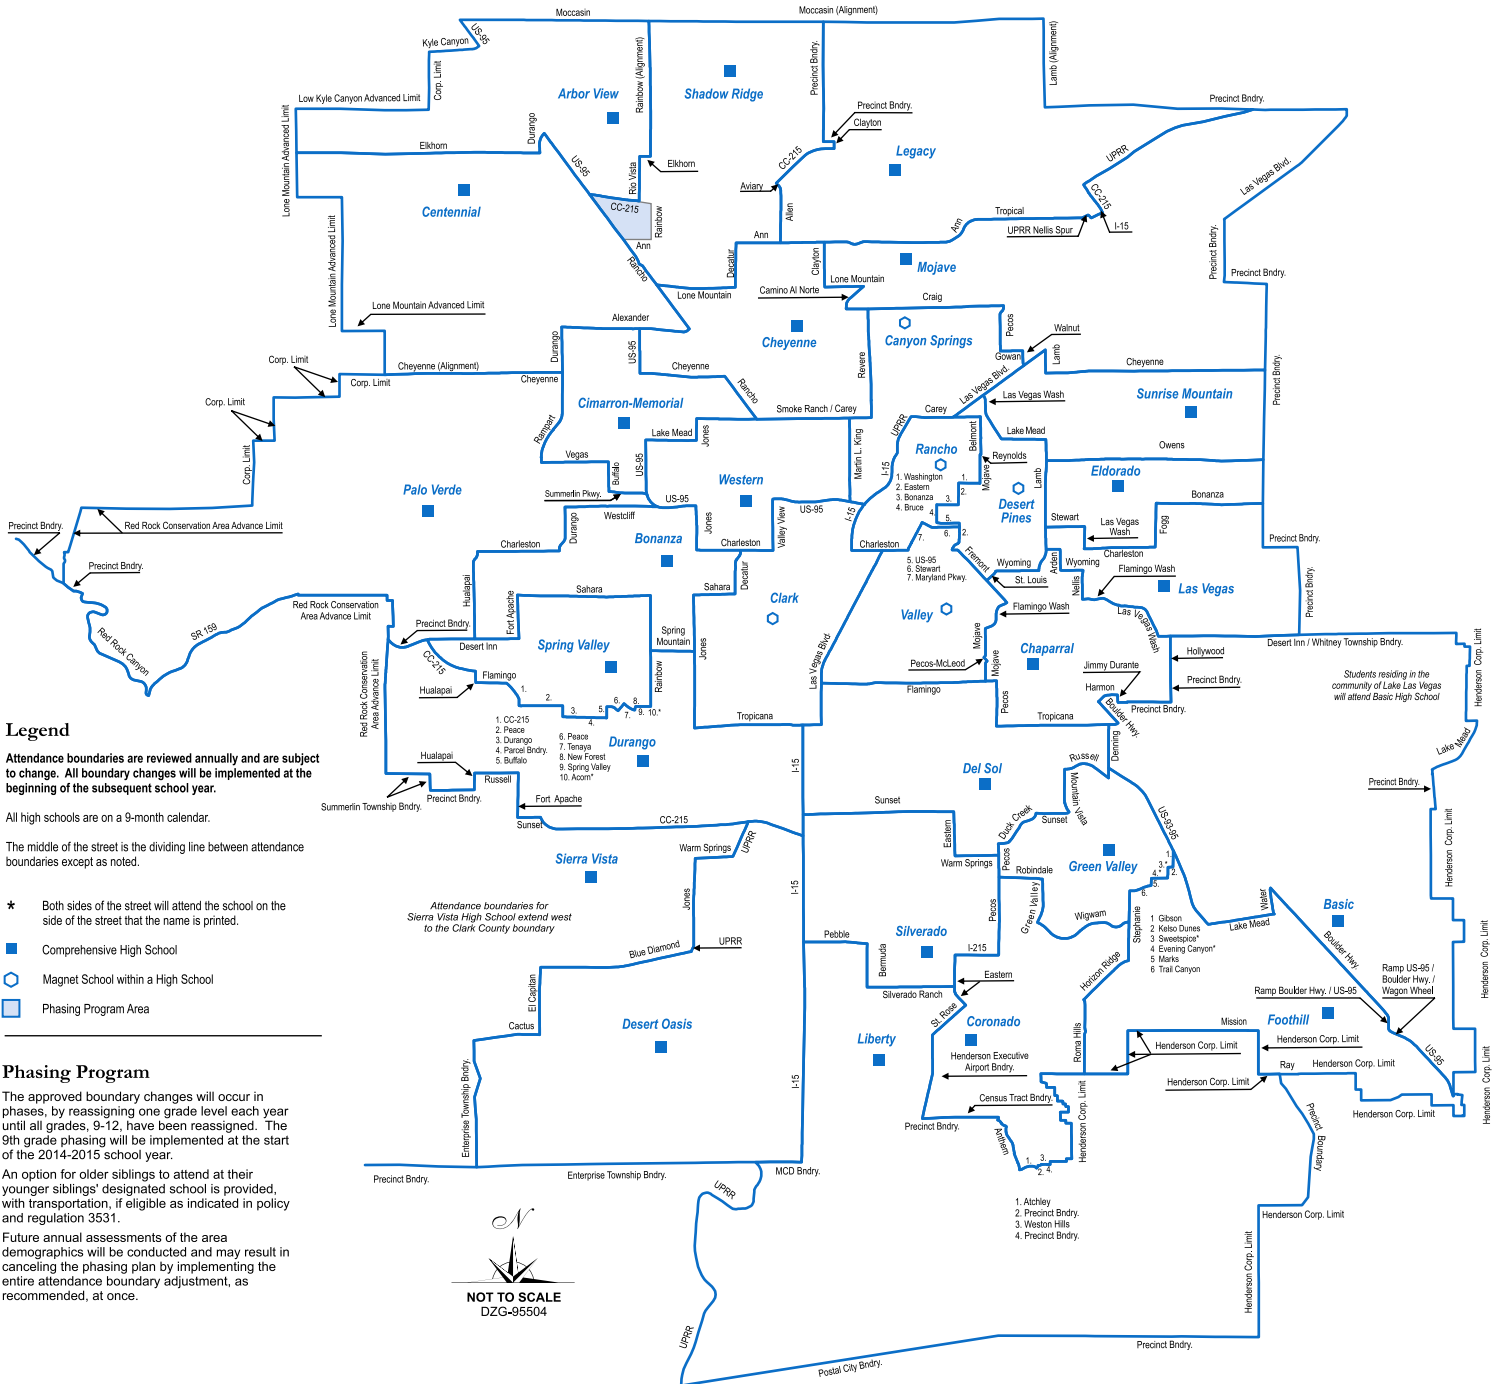 Moccasin
Moccasin (Alignment)
US-95
Kyle Canyon
Corp. Limit
Low Kyle Canyon Advanced Limit
Lone Mountain Advanced Limit
Rainbow (Alignment)
Precinct Bndry.
Lamb (Alignment)
Precinct Bndry.
Arbor View
Shadow Ridge
Precinct Bndry.
Clayton
Durango
Elkhorn
US-95
Rio Vista
Elkhorn
CC-215
Legacy
UPRR
Las Vegas Blvd.
Centennial
Aviary
Allen
CC-215
CC-215
Rainbow
Ann
Lone Mountain Advanced Limit
Ann
Ann
Tropical
UPRR Nellis Spur
I-15
Precinct Bndry.
Rancho
Decatur
Clayton
Mojave
Lone Mountain
Precinct Bndry.
Lone Mountain
Camino Al Norte
Craig
Lone Mountain Advanced Limit
Alexander
Pecos
Walnut
Durango
US-95
Cheyenne
Revere
Canyon Springs
Gowan
Lamb
Corp. Limit
Corp. Limit
Cheyenne (Alignment)
Cheyenne
Cheyenne
Rancho
Las Vegas Blvd.
Cheyenne
Precinct Bndry.
Corp. Limit
Cimarron-Memorial
Smoke Ranch / Carey
Carey
Las Vegas Wash
Sunrise Mountain
Rampart
Lake Mead
Jones
Martin L. King
UPRR
Belmont
Lake Mead
Corp. Limit
Vegas
Buffalo
US-95
I-15
Rancho
Reynolds
Owens
Eldorado
Palo Verde
Summerlin Pkwy.
Western
1. Washington
2. Eastern
3. Bonanza
4. Bruce
1.
2.
3.
4.
5.
6.
7.
2.
Mojave
Lamb
Desert
Pines
Bonanza
Red Rock Conservation Area Advance Limit
Precinct Bndry.
Westcliff
US-95
Jones
Valley View
US-95
I-15
Stewart
Las Vegas
Wash
Fogg
Charleston
Durango
Bonanza
Charleston
Charleston
Charleston
Fremont
Precinct Bndry.
Precinct Bndry.
Hualapai
Decatur
5. US-95
6. Stewart
7. Maryland Pkwy.
Wyoming
Arden
Wyoming
Flamingo Wash
St. Louis
Nellis
Las Vegas
Precinct Bndry.
Red Rock Canyon
SR 159
Red Rock Conservation
Area Advance Limit
Sahara
Sahara
Clark
Valley
Flamingo Wash
Las Vegas Wash
Precinct Bndry.
Fort Apache
Desert Inn
CC-215
Spring Valley
Spring
Mountain
Jones
Las Vegas Blvd.
Mojave
Chaparral
Desert Inn / Whitney Township Bndry.
Henderson Corp. Limit
Hollywood
Red Rock Conservation
Area Advance Limit
Hualapai
Flamingo
Rainbow
Flamingo
Pecos-McLeod
Mojave
Pecos
Jimmy Durante
Harmon
Precinct Bndry.
Precinct Bndry.
Students residing in the
community of Lake Las Vegas
will attend Basic High School
1.
2.
3.
4.
5.
6.
7.
8.
9.
10.*
1. CC-215
2. Peace
3. Durango
4. Parcel Bndry.
5. Buffalo
6. Peace
7. Tenaya
8. New Forest
9. Spring Valley
10. Acorn*
Durango
Tropicana
Tropicana
Boulder Hwy.
Denning
Lake Mead
Legend
Attendance boundaries are reviewed annually and are subject
to change. All boundary changes will be implemented at the
beginning of the subsequent school year.
All high schools are on a 9-month calendar.
The middle of the street is the dividing line between attendance
boundaries except as noted.
* Both sides of the street will attend the school on the
side of the street that the name is printed.
Comprehensive High School
Magnet School within a High School
Phasing Program Area
Hualapai
Russell
Summerlin Township Bndry.
Precinct Bndry.
Fort Apache
Sunset
CC-215
I-15
Del Sol
Russell
Mountain Vista
Sunset
Eastern
Duck Creek
Sunset
US-93-95
Precinct Bndry.
Henderson Corp. Limit
Sierra Vista
Warm Springs
UPRR
Warm Springs
Pecos
Robindale
Green Valley
Green Valley
Attendance boundaries for
Sierra Vista High School extend west
to the Clark County boundary
Jones
I-15
Pecos
Wigwam
Stephanie
1.
2.
3.*
4.*
5.
6.
1 Gibson
2 Kelso Dunes
3 Sweetspice*
4 Evening Canyon*
5 Marks
6 Trail Canyon
Water
Lake Mead
Basic
Boulder Hwy.
Henderson Corp. Limit
Blue Diamond
UPRR
Pebble
Bermuda
Silverado
I-215
Silverado Ranch
Eastern
Horizon Ridge
Ramp Boulder Hwy. / US-95
Ramp US-95 /
Boulder Hwy. /
Wagon Wheel
El Capitan
Cactus
Desert Oasis
St. Rose
Liberty
Coronado
Henderson Executive
Airport Bndry.
Roma Hills
Mission
Foothill
Henderson Corp. Limit
Henderson Corp. Limit
Ray
Henderson Corp. Limit
Henderson Corp. Limit
US-95
Henderson Corp. Limit
Henderson Corp. Limit
Enterprise Township Bndry.
I-15
Census Tract Bndry.
Precinct Bndry.
Anthem
Henderson Corp. Limit
1.
2.
3.
4.
Precinct Boundary
Precinct Bndry.
Enterprise Township Bndry.
MCD Bndry.
UPRR
1. Atchley
2. Precinct Bndry.
3. Weston Hills
4. Precinct Bndry.
Henderson Corp. Limit
Henderson Corp. Limit
Phasing Program
The approved boundary changes will occur in
phases, by reassigning one grade level each year
until all grades, 9-12, have been reassigned. The
9th grade phasing will be implemented at the start
of the 2014-2015 school year.
An option for older siblings to attend at their
younger siblings' designated school is provided,
with transportation, if eligible as indicated in policy
and regulation 3531.
Future annual assessments of the area
demographics will be conducted and may result in
canceling the phasing plan by implementing the
entire attendance boundary adjustment, as
recommended, at once.
N
NOT TO SCALE
DZG-95504
UPRR
Postal City Bndry.
Precinct Bndry.